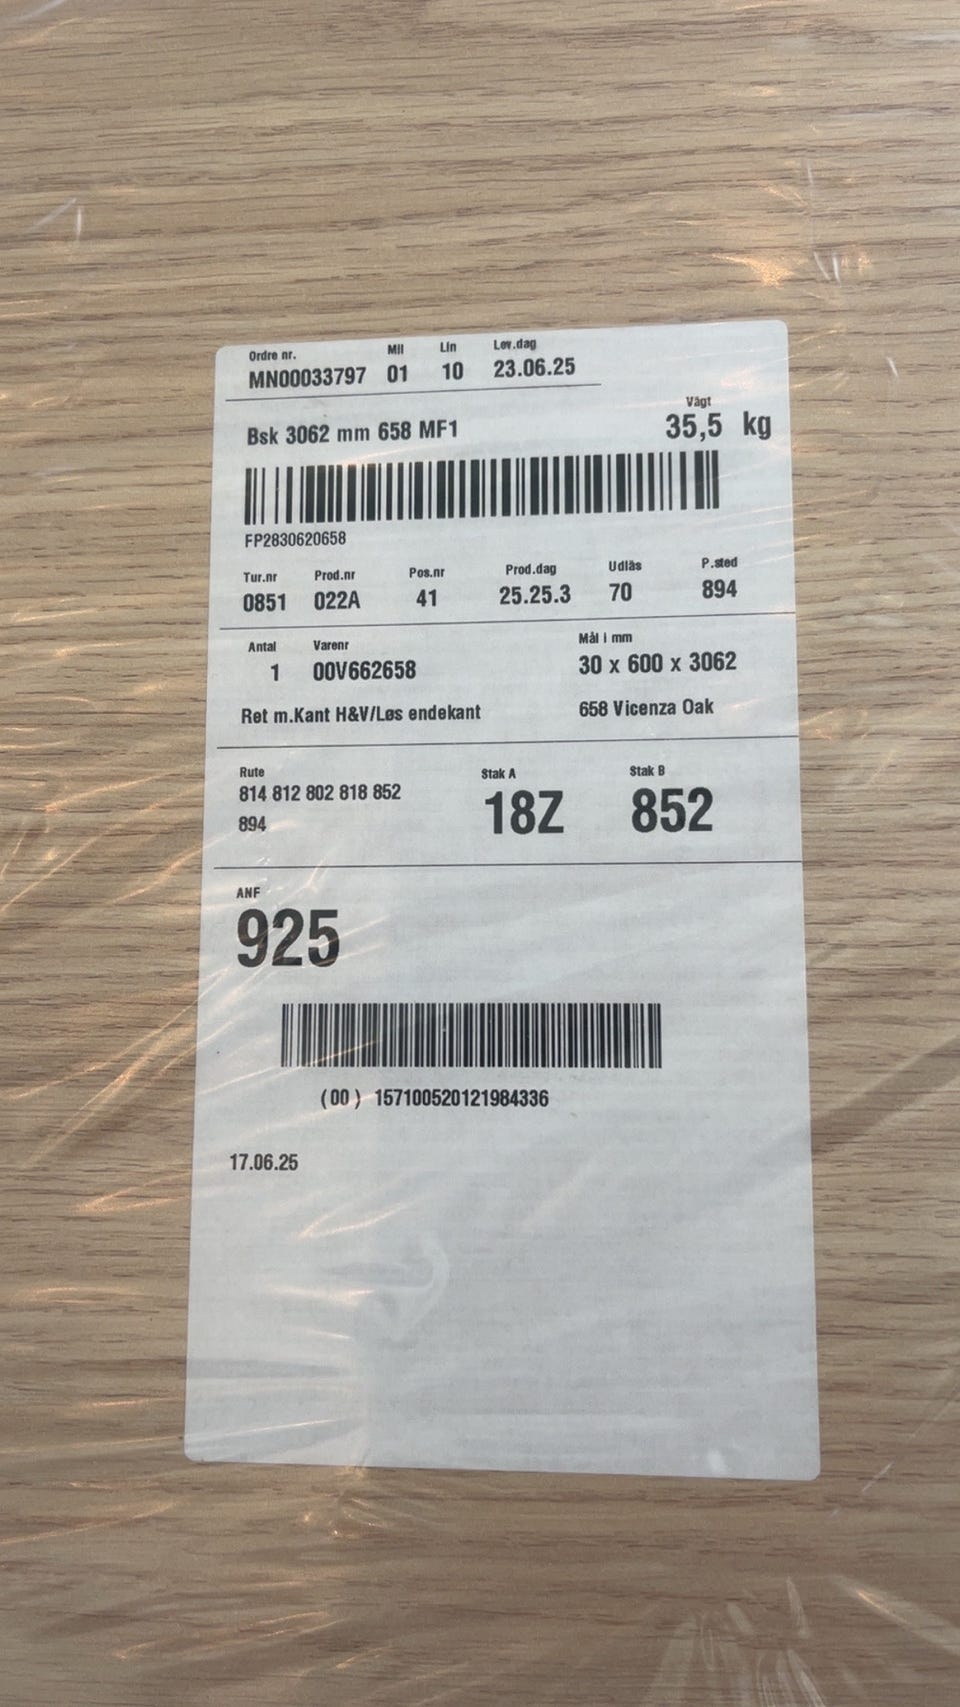 Ordre nr. Mil Lin Lev.dag
MN00033797 01 10 23.06.25
Vägt
Bsk 3062 mm 658 MF1 35,5 kg
FP2830620658
Tur.nr Prod.nr Pos.nr Prod.dag Udläs P.sted
0851 022A 41 25.25.3 70 894
Antal Varenr Mål i mm
1 00V662658 30 x 600 x 3062
Ret m.Kant H&V/Løs endekant 658 Vicenza Oak
Rute Stak A Stak B
814 812 802 818 852 18Z 852
894
ANF
925
(00) 157100520121984336
17.06.25